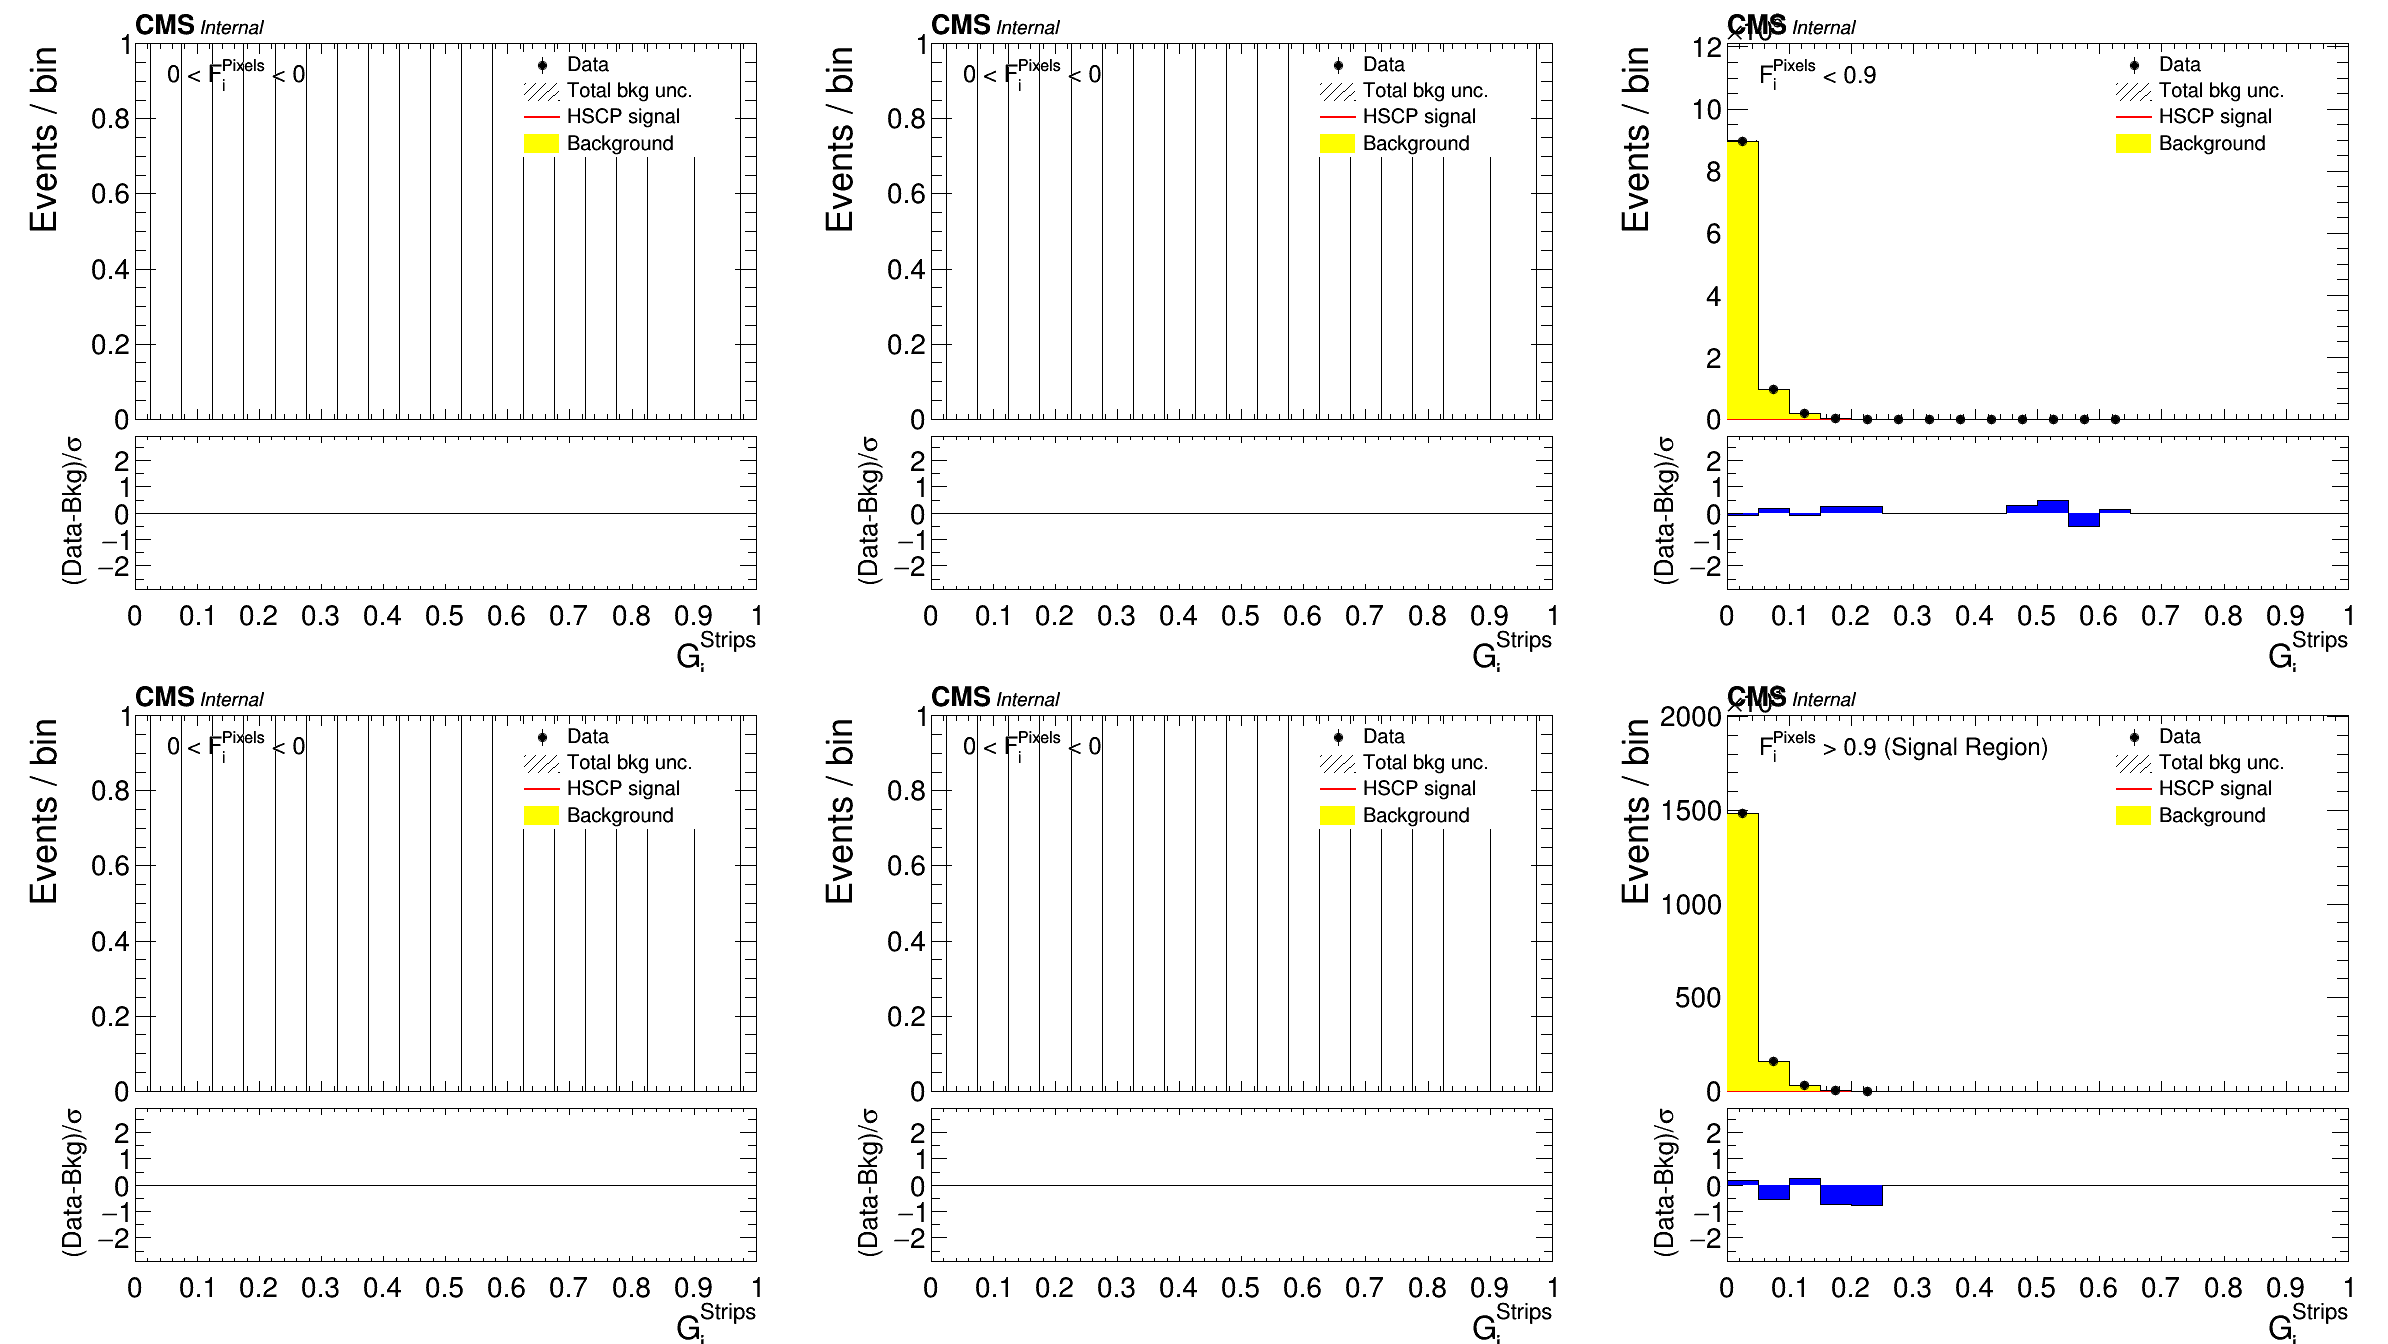 CMS Internal
0 < F_i^Pixels < 0
Data
Total bkg unc.
HSCP signal
Background
Events / bin
1
0.8
0.6
0.4
0.2
0
(Data-Bkg)/σ
2
1
0
−1
−2
0 0.1 0.2 0.3 0.4 0.5 0.6 0.7 0.8 0.9 1
G_i^Strips
CMS Internal
0 < F_i^Pixels < 0
Data
Total bkg unc.
HSCP signal
Background
Events / bin
1
0.8
0.6
0.4
0.2
0
(Data-Bkg)/σ
2
1
0
−1
−2
0 0.1 0.2 0.3 0.4 0.5 0.6 0.7 0.8 0.9 1
G_i^Strips
CMS Internal
F_i^Pixels < 0.9
Data
Total bkg unc.
HSCP signal
Background
Events / bin
12
10
8
6
4
2
0
(Data-Bkg)/σ
2
1
0
−1
−2
0 0.1 0.2 0.3 0.4 0.5 0.6 0.7 0.8 0.9 1
G_i^Strips
CMS Internal
0 < F_i^Pixels < 0
Data
Total bkg unc.
HSCP signal
Background
Events / bin
1
0.8
0.6
0.4
0.2
0
(Data-Bkg)/σ
2
1
0
−1
−2
0 0.1 0.2 0.3 0.4 0.5 0.6 0.7 0.8 0.9 1
G_i^Strips
CMS Internal
0 < F_i^Pixels < 0
Data
Total bkg unc.
HSCP signal
Background
Events / bin
1
0.8
0.6
0.4
0.2
0
(Data-Bkg)/σ
2
1
0
−1
−2
0 0.1 0.2 0.3 0.4 0.5 0.6 0.7 0.8 0.9 1
G_i^Strips
CMS Internal
F_i^Pixels > 0.9 (Signal Region)
Data
Total bkg unc.
HSCP signal
Background
Events / bin
2000
1500
1000
500
0
(Data-Bkg)/σ
2
1
0
−1
−2
0 0.1 0.2 0.3 0.4 0.5 0.6 0.7 0.8 0.9 1
G_i^Strips